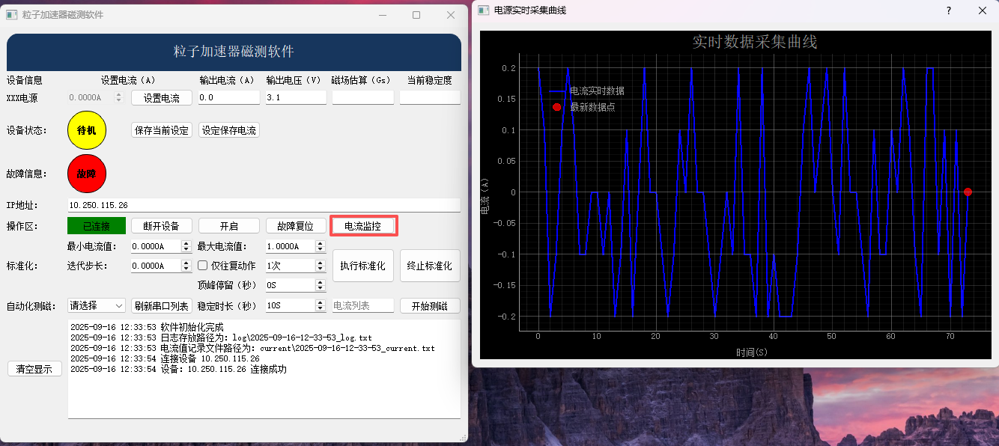 粒子加速器磁测软件
粒子加速器磁测软件
设备信息 设置电流（A） 输出电流（A） 输出电压（V） 磁场估算（Gs） 当前稳定度
XXX电源 0.0000A 设置电流 0.0 3.1
设备状态： 待机 保存当前设定 设定保存电流
故障信息： 故障
IP地址： 10.250.115.26
操作区： 已连接 断开设备 开启 故障复位 电流监控
最小电流值： 0.0000A 最大电流值： 1.0000A
标准化： 迭代步长： 0.0000A 仅往复动作 1次 执行标准化 终止标准化
顶峰停留（秒） 0S
自动化测磁： 请选择 刷新串口列表 稳定时长（秒） 10S 电流列表 开始测磁
2025-09-16 12:33:53 软件初始化完成
2025-09-16 12:33:53 日志存放路径为：log\2025-09-16-12-33-53_log.txt
2025-09-16 12:33:53 电流值记录文件路径为：current\2025-09-16-12-33-53_current.txt
2025-09-16 12:33:54 连接设备 10.250.115.26
2025-09-16 12:33:54 设备：10.250.115.26 连接成功
清空显示
电源实时采集曲线 ?
实时数据采集曲线
电流实时数据
最新数据点
电流（A）
0.2
0.15
0.1
0.05
0
-0.05
-0.1
-0.15
-0.2
0 10 20 30 40 50 60 70
时间(S)